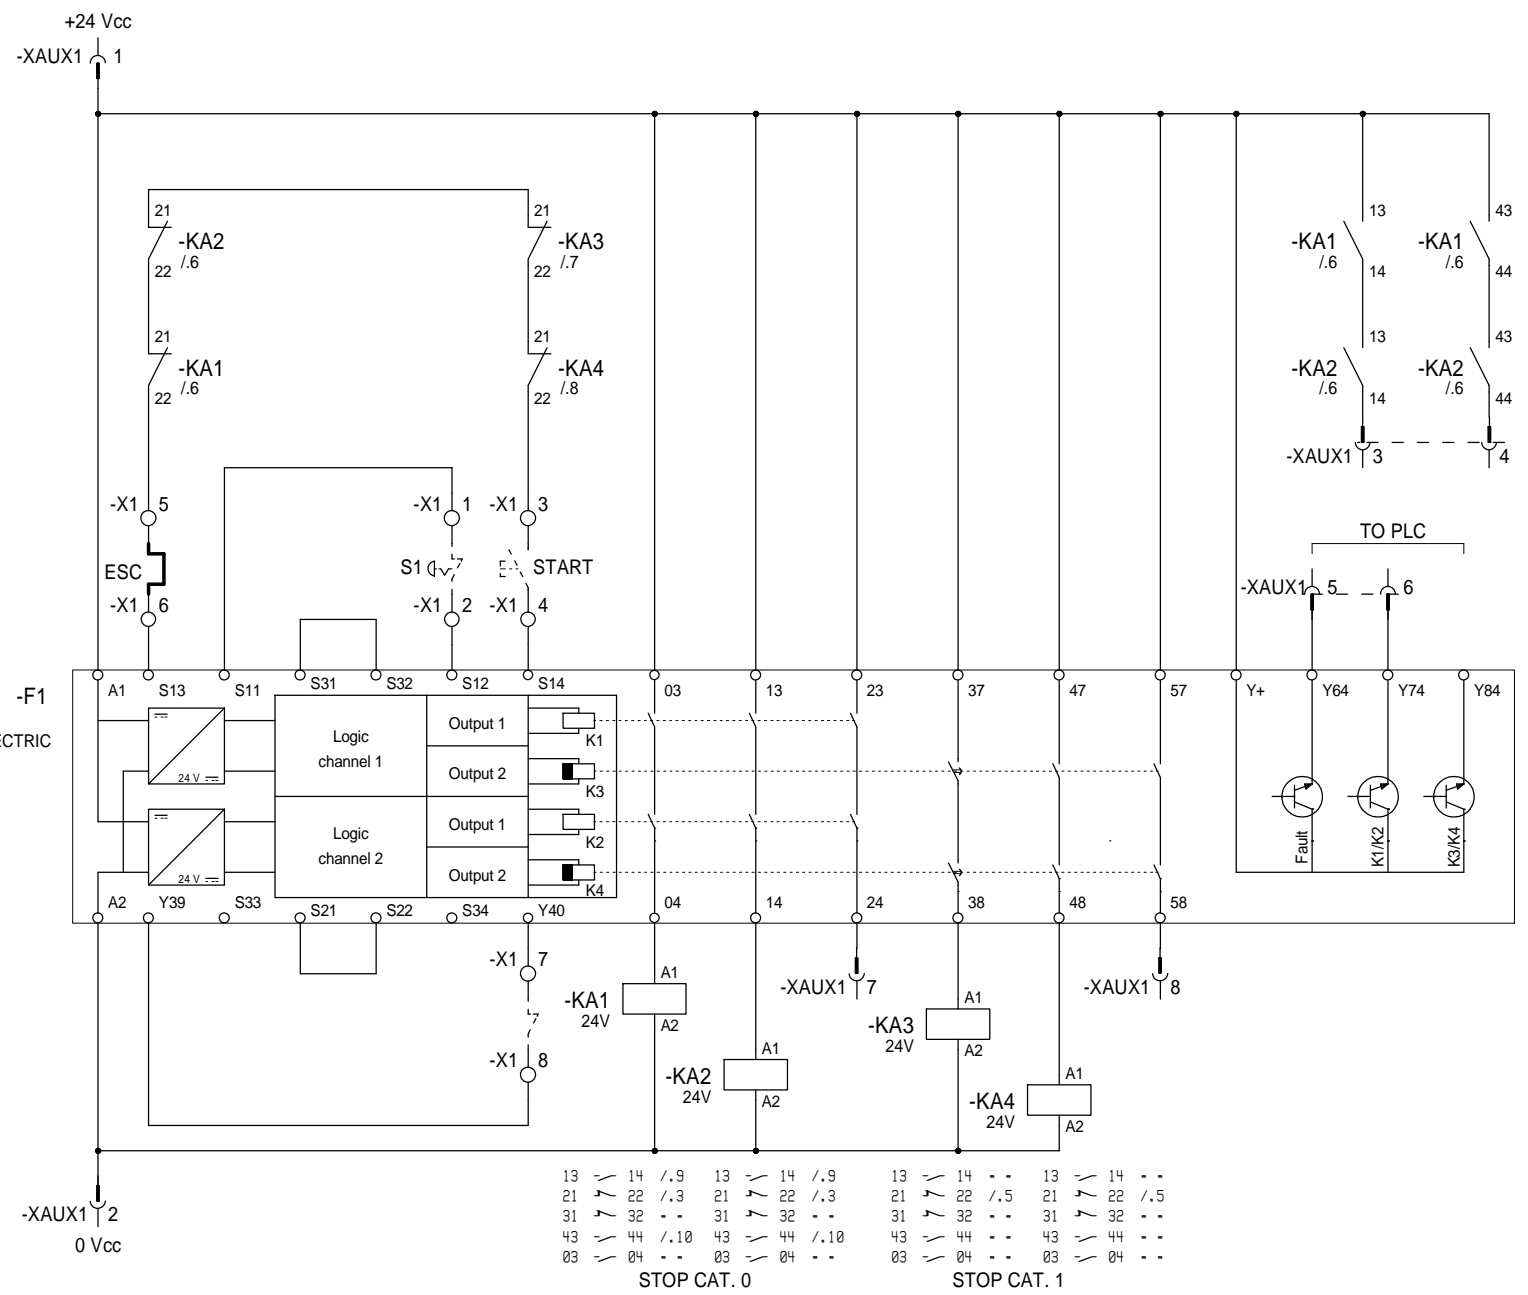 +24 Vcc
-XAUX1 1
21 21 13 43
-KA2 -KA3 -KA1 -KA1
/.6 /.7 /.6 /.6
22 22 14 44
21 21 13 43
-KA1 -KA4 -KA2 -KA2
/.6 /.8 /.6 /.6
22 22 14 44
-XAUX1 3 4
-X1 5 -X1 1 -X1 3
TO PLC
ESC S1 START
-XAUX1 5 6
-X1 6 -X1 2 -X1 4
-F1
A1 S13 S11 S31 S32 S12 S14 03 13 23 37 47 57 Y+ Y64 Y74 Y84
ECTRIC
Logic
channel 1
Output 1
K1
24 V
Output 2
K3
Logic
channel 2
Output 1
K2
24 V
Output 2
K4
Fault
K1/K2
K3/K4
A2 Y39 S33 S21 S22 S34 Y40 04 14 24 38 48 58
-X1 7
-XAUX1 7
-XAUX1 8
A1
-KA1
24V
A2
A1
-KA3
24V
A2
-X1 8
A1
-KA2
24V
A2
A1
-KA4
24V
A2
13 14 /.9 13 14 /.9 13 14 - - 13 14 - -
21 22 /.3 21 22 /.3 21 22 /.5 21 22 /.5
31 32 - - 31 32 - - 31 32 - - 31 32 - -
43 44 /.10 43 44 /.10 43 44 - - 43 44 - -
03 04 - - 03 04 - - 03 04 - - 03 04 - -
STOP CAT. 0 STOP CAT. 1
-XAUX1 2
0 Vcc